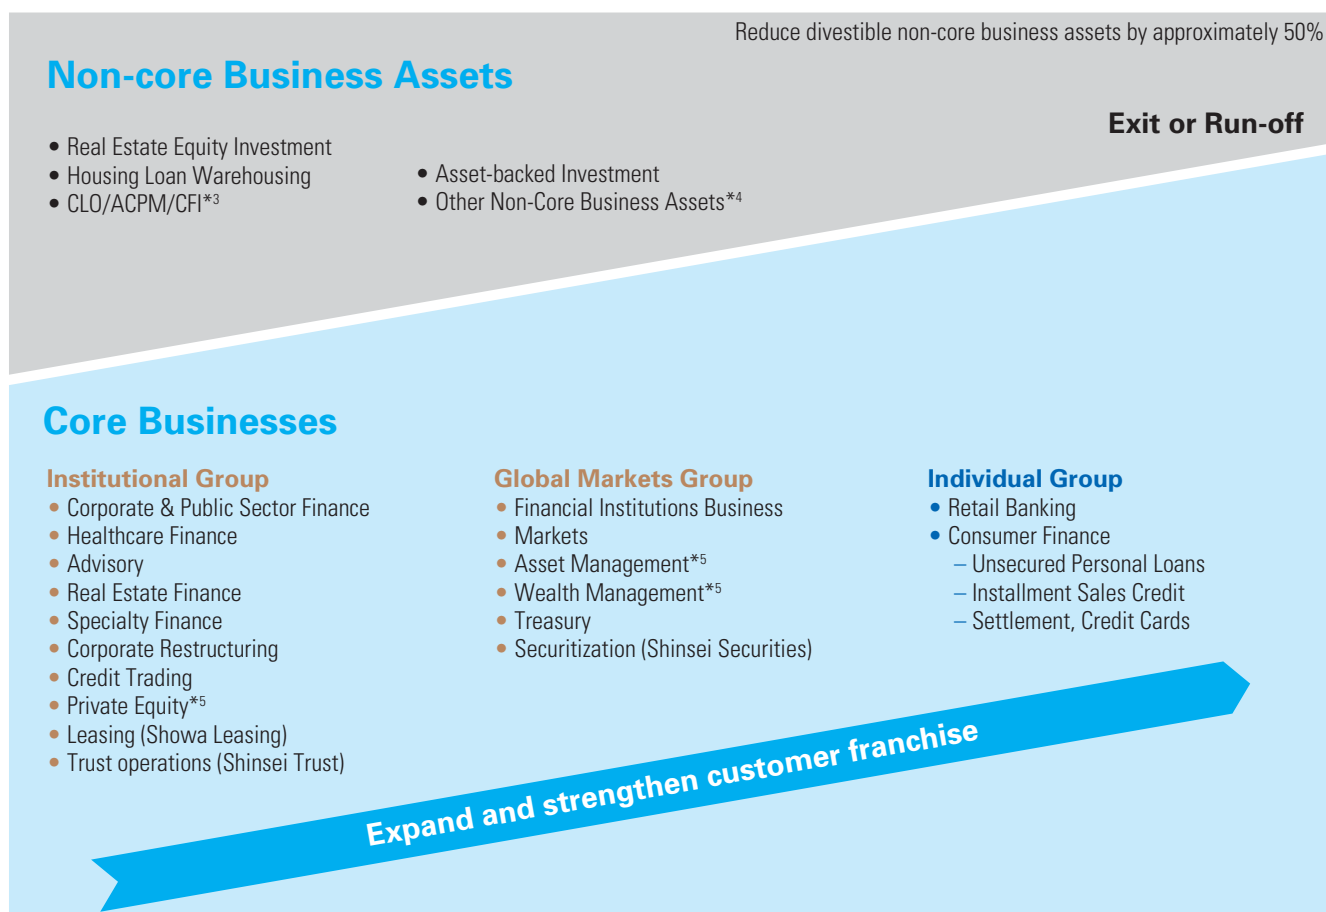 Reduce divestible non-core business assets by approximately 50%
Non-core Business Assets
Exit or Run-off
• Real Estate Equity Investment
• Housing Loan Warehousing
• CLO/ACPM/CFI*3
• Asset-backed Investment
• Other Non-Core Business Assets*4
Core Businesses
Institutional Group
• Corporate & Public Sector Finance
• Healthcare Finance
• Advisory
• Real Estate Finance
• Specialty Finance
• Corporate Restructuring
• Credit Trading
• Private Equity*5
• Leasing (Showa Leasing)
• Trust operations (Shinsei Trust)
Global Markets Group
• Financial Institutions Business
• Markets
• Asset Management*5
• Wealth Management*5
• Treasury
• Securitization (Shinsei Securities)
Individual Group
• Retail Banking
• Consumer Finance
– Unsecured Personal Loans
– Installment Sales Credit
– Settlement, Credit Cards
Expand and strengthen customer franchise